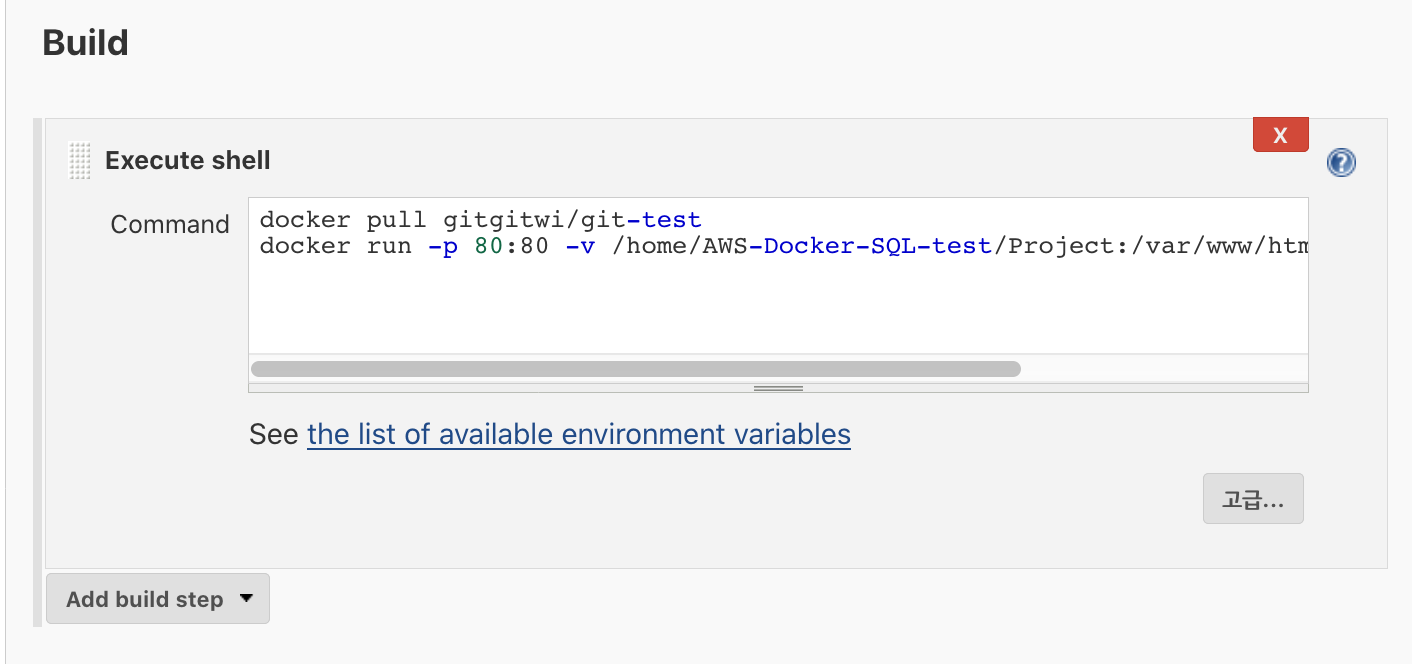 Build
X
Execute shell
?
Command
docker pull gitgitwi/git-test
docker run -p 80:80 -v /home/AWS-Docker-SQL-test/Project:/var/www/htm
See the list of available environment variables
고급...
Add build step